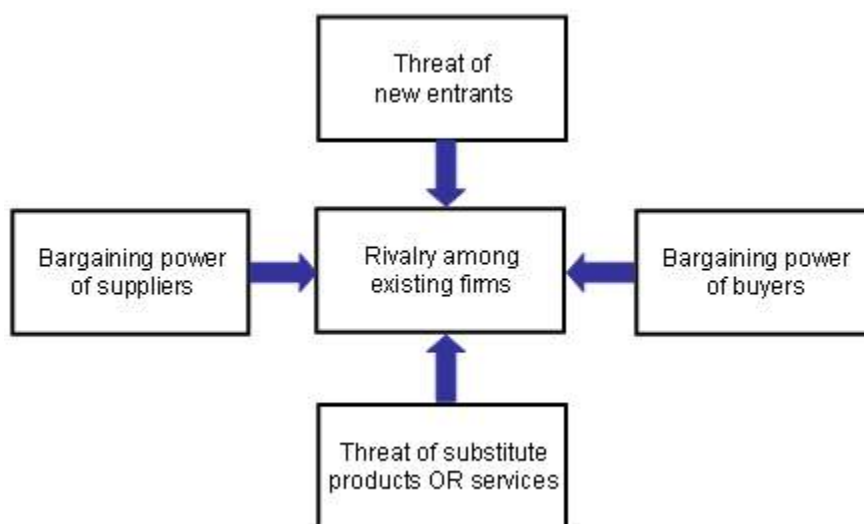 Threat of
new entrants
Bargaining power
of suppliers
Rivalry among
existing firms
Bargaining power
of buyers
Threat of substitute
products OR services